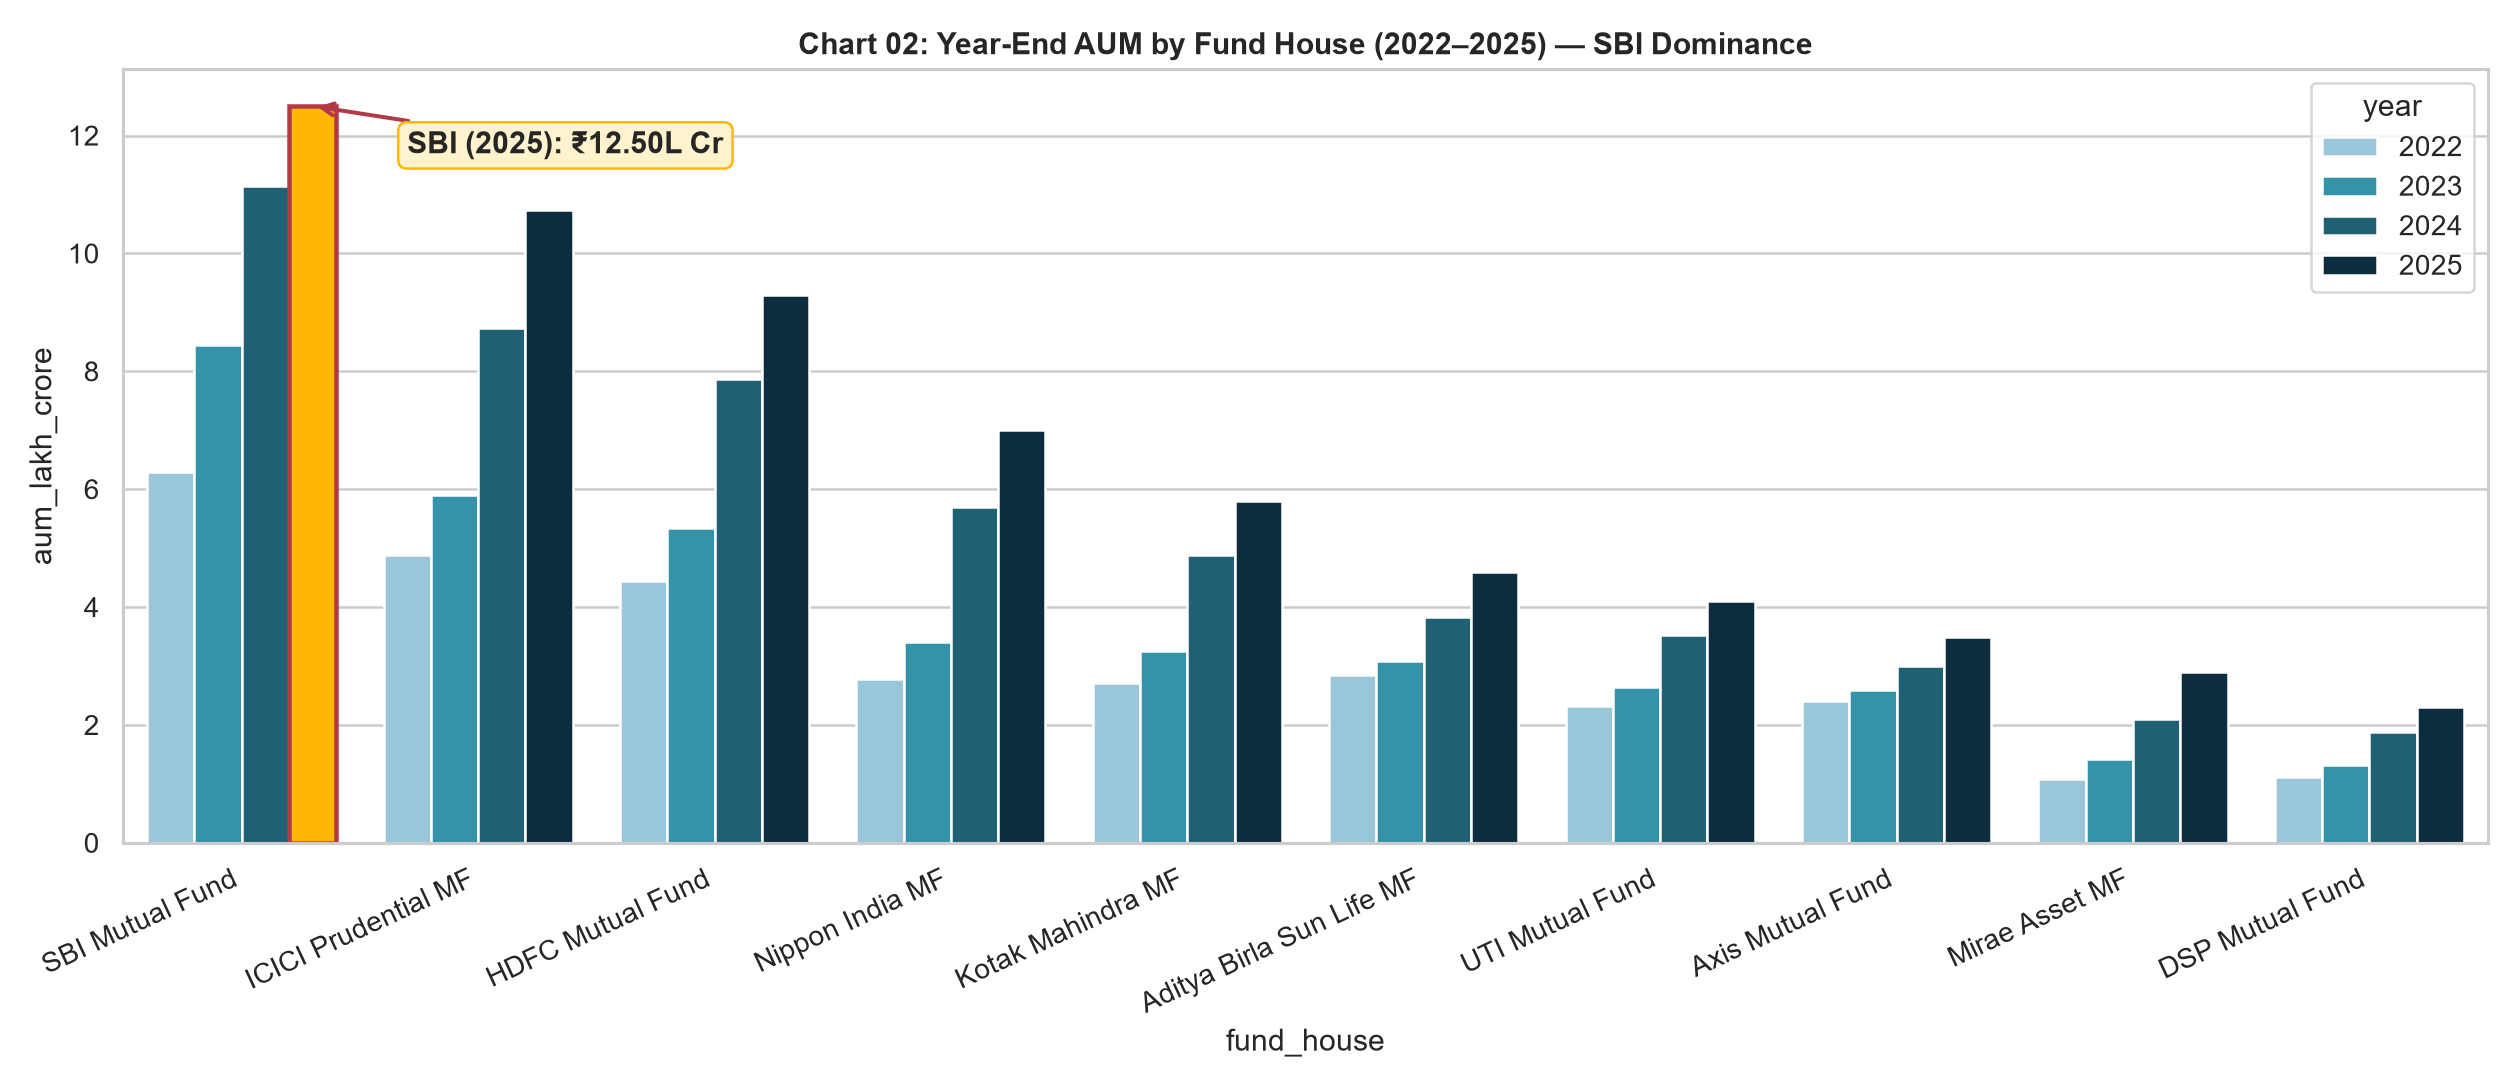 Chart 02: Year-End AUM by Fund House (2022–2025) — SBI Dominance
SBI (2025): ₹12.50L Cr
year
2022
2023
2024
2025
aum_lakh_crore
12
10
8
6
4
2
0
SBI Mutual Fund
ICICI Prudential MF
HDFC Mutual Fund
Nippon India MF
Kotak Mahindra MF
Aditya Birla Sun Life MF
UTI Mutual Fund
Axis Mutual Fund
Mirae Asset MF
DSP Mutual Fund
fund_house